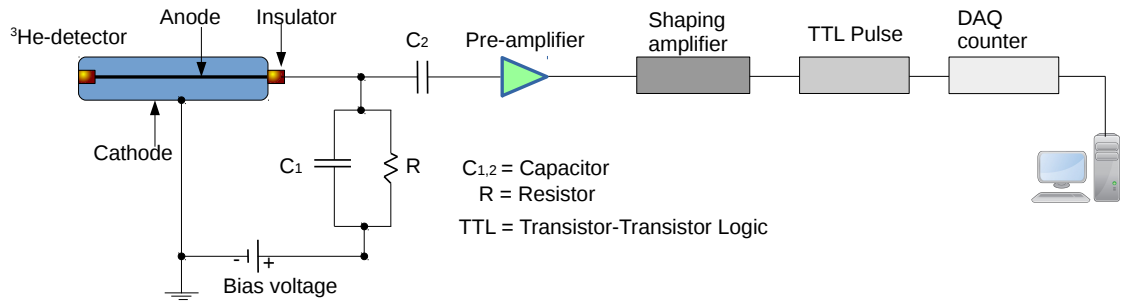 ³He-detector
Anode
Insulator
C₂
Pre-amplifier
Shaping
amplifier
TTL Pulse
DAQ
counter
Cathode
C₁
R
C₁,₂ = Capacitor
R = Resistor
TTL = Transistor-Transistor Logic
- +
Bias voltage